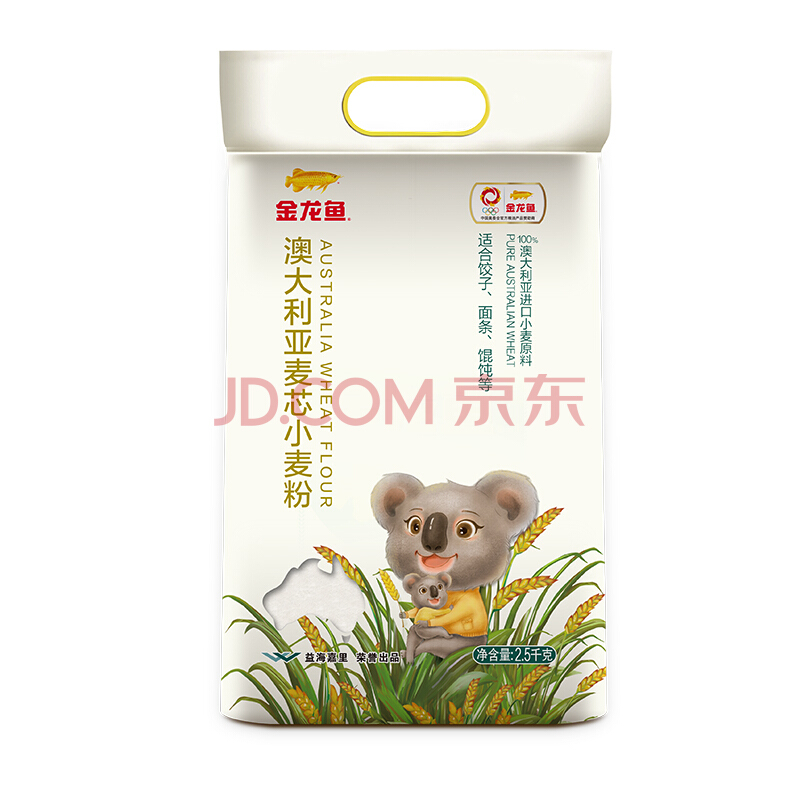 金龙鱼®
澳大利亚麦芯小麦粉
AUSTRALIA WHEAT FLOUR
金龙鱼®
100%澳大利亚进口小麦原料
PURE AUSTRALIAN WHEAT
适合饺子、面条、馄饨等
JD.COM 京东
益海嘉里 荣誉出品
净含量:2.5千克